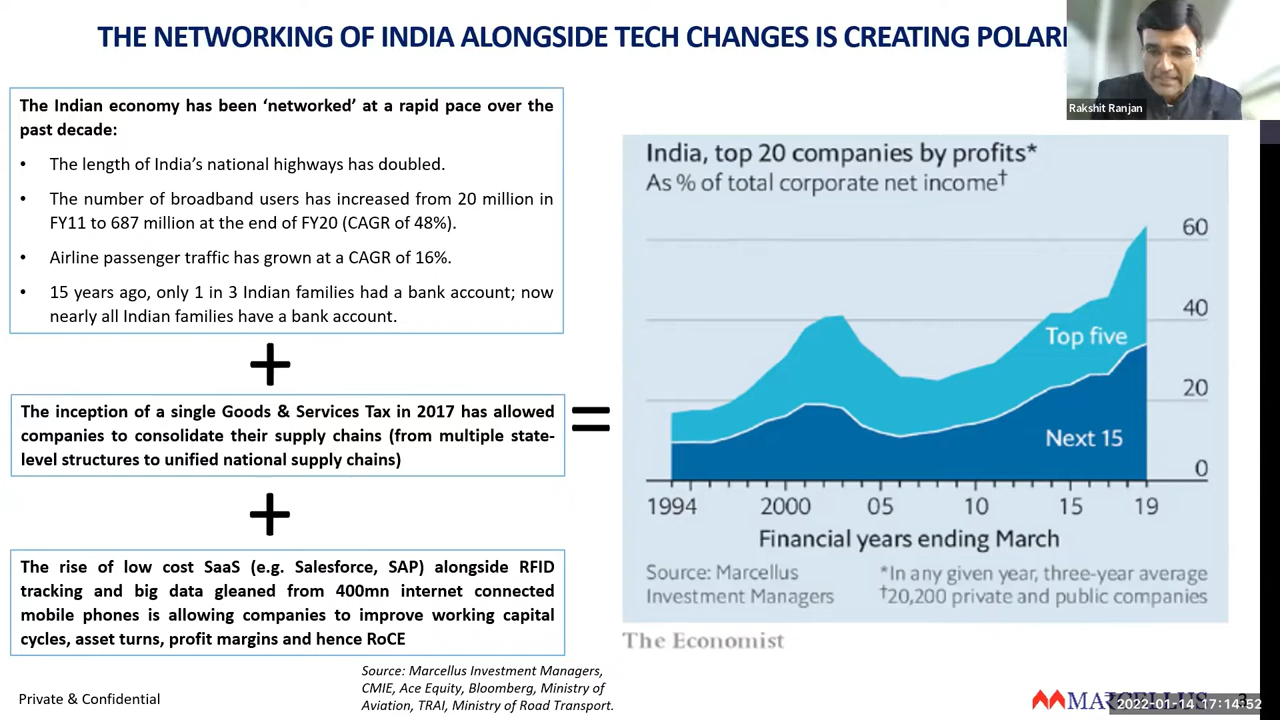 THE NETWORKING OF INDIA ALONGSIDE TECH CHANGES IS CREATING
Rakshit Ranjan
The Indian economy has been ‘networked’ at a rapid pace over the
past decade:
• The length of India’s national highways has doubled.
• The number of broadband users has increased from 20 million in
FY11 to 687 million at the end of FY20 (CAGR of 48%).
• Airline passenger traffic has grown at a CAGR of 16%.
• 15 years ago, only 1 in 3 Indian families had a bank account; now
nearly all Indian families have a bank account.
+
The inception of a single Goods & Services Tax in 2017 has allowed
companies to consolidate their supply chains (from multiple state-
level structures to unified national supply chains)
+
The rise of low cost SaaS (e.g. Salesforce, SAP) alongside RFID
tracking and big data gleaned from 400mn internet connected
mobile phones is allowing companies to improve working capital
cycles, asset turns, profit margins and hence RoCE
=
India, top 20 companies by profits*
As % of total corporate net income†
60
40
Top five
20
Next 15
0
1994 2000 05 10 15 19
Financial years ending March
Source: Marcellus
Investment Managers
*In any given year, three-year average
†20,200 private and public companies
The Economist
Source: Marcellus Investment Managers,
CMIE, Ace Equity, Bloomberg, Ministry of
Aviation, TRAI, Ministry of Road Transport.
Private & Confidential
MARCELLUS
3
2022-01-14 17:14:52